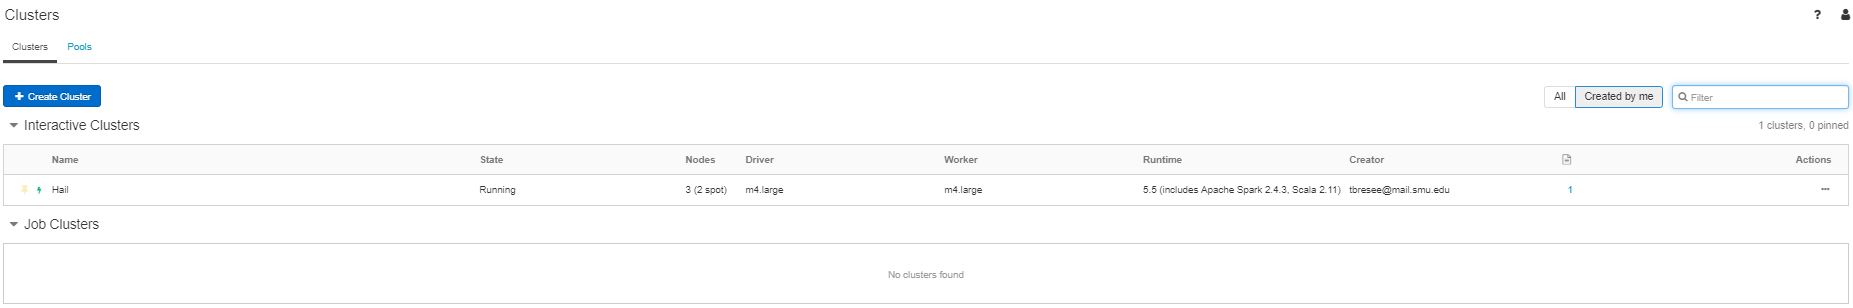 Clusters
?
Clusters Pools
Create Cluster All Created by me Filter
Interactive Clusters 1 clusters, 0 pinned
Name State Nodes Driver Worker Runtime Creator Actions
Hail Running 3 (2 spot) m4.large m4.large 5.5 (includes Apache Spark 2.4.3, Scala 2.11) tbresee@mail.smu.edu 1 •••
Job Clusters
No clusters found